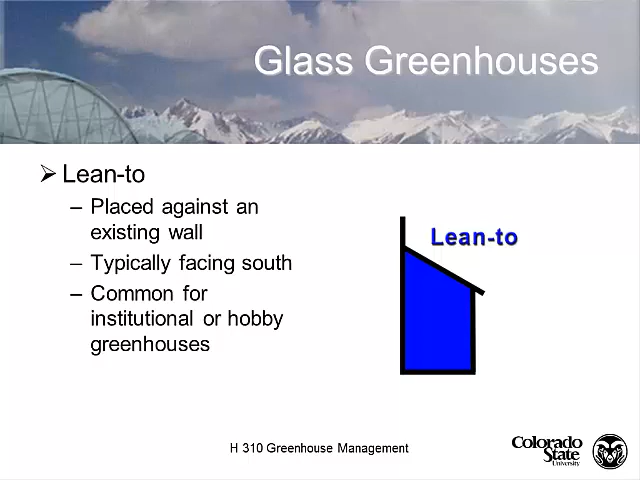 Glass Greenhouses
➢ Lean-to
– Placed against an
existing wall
– Typically facing south
– Common for
institutional or hobby
greenhouses
Lean-to
H 310 Greenhouse Management
Colorado
State
University